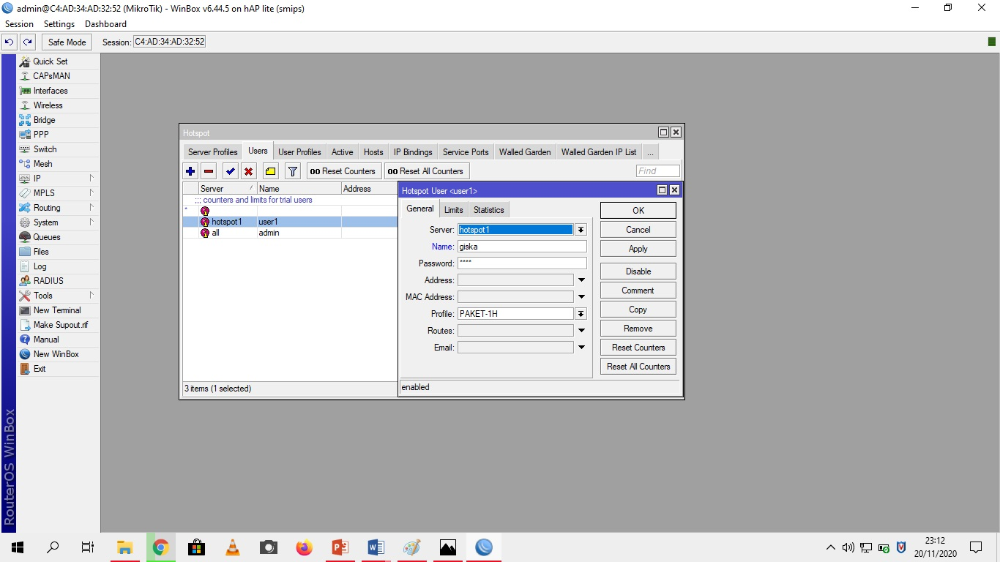 admin@C4:AD:34:AD:32:52 (MikroTik) - WinBox v6.44.5 on hAP lite (smips)
Session Settings Dashboard
Safe Mode Session: C4:AD:34:AD:32:52
Quick Set
CAPsMAN
Interfaces
Wireless
Bridge
PPP
Switch
Mesh
IP
MPLS
Routing
System
Queues
Files
Log
RADIUS
Tools
New Terminal
Make Supout.rif
Manual
New WinBox
Exit
RouterOS WinBox
Hotspot
Server Profiles Users User Profiles Active Hosts IP Bindings Service Ports Walled Garden Walled Garden IP List ...
00 Reset Counters 00 Reset All Counters Find
Server / Name Address
;;; counters and limits for trial users
*
hotspot1 user1
all admin
3 items (1 selected)
Hotspot User <user1>
General Limits Statistics
Server: hotspot1
Name: giska
Password: ****
Address:
MAC Address:
Profile: PAKET-1H
Routes:
Email:
OK
Cancel
Apply
Disable
Comment
Copy
Remove
Reset Counters
Reset All Counters
enabled
23:12
20/11/2020